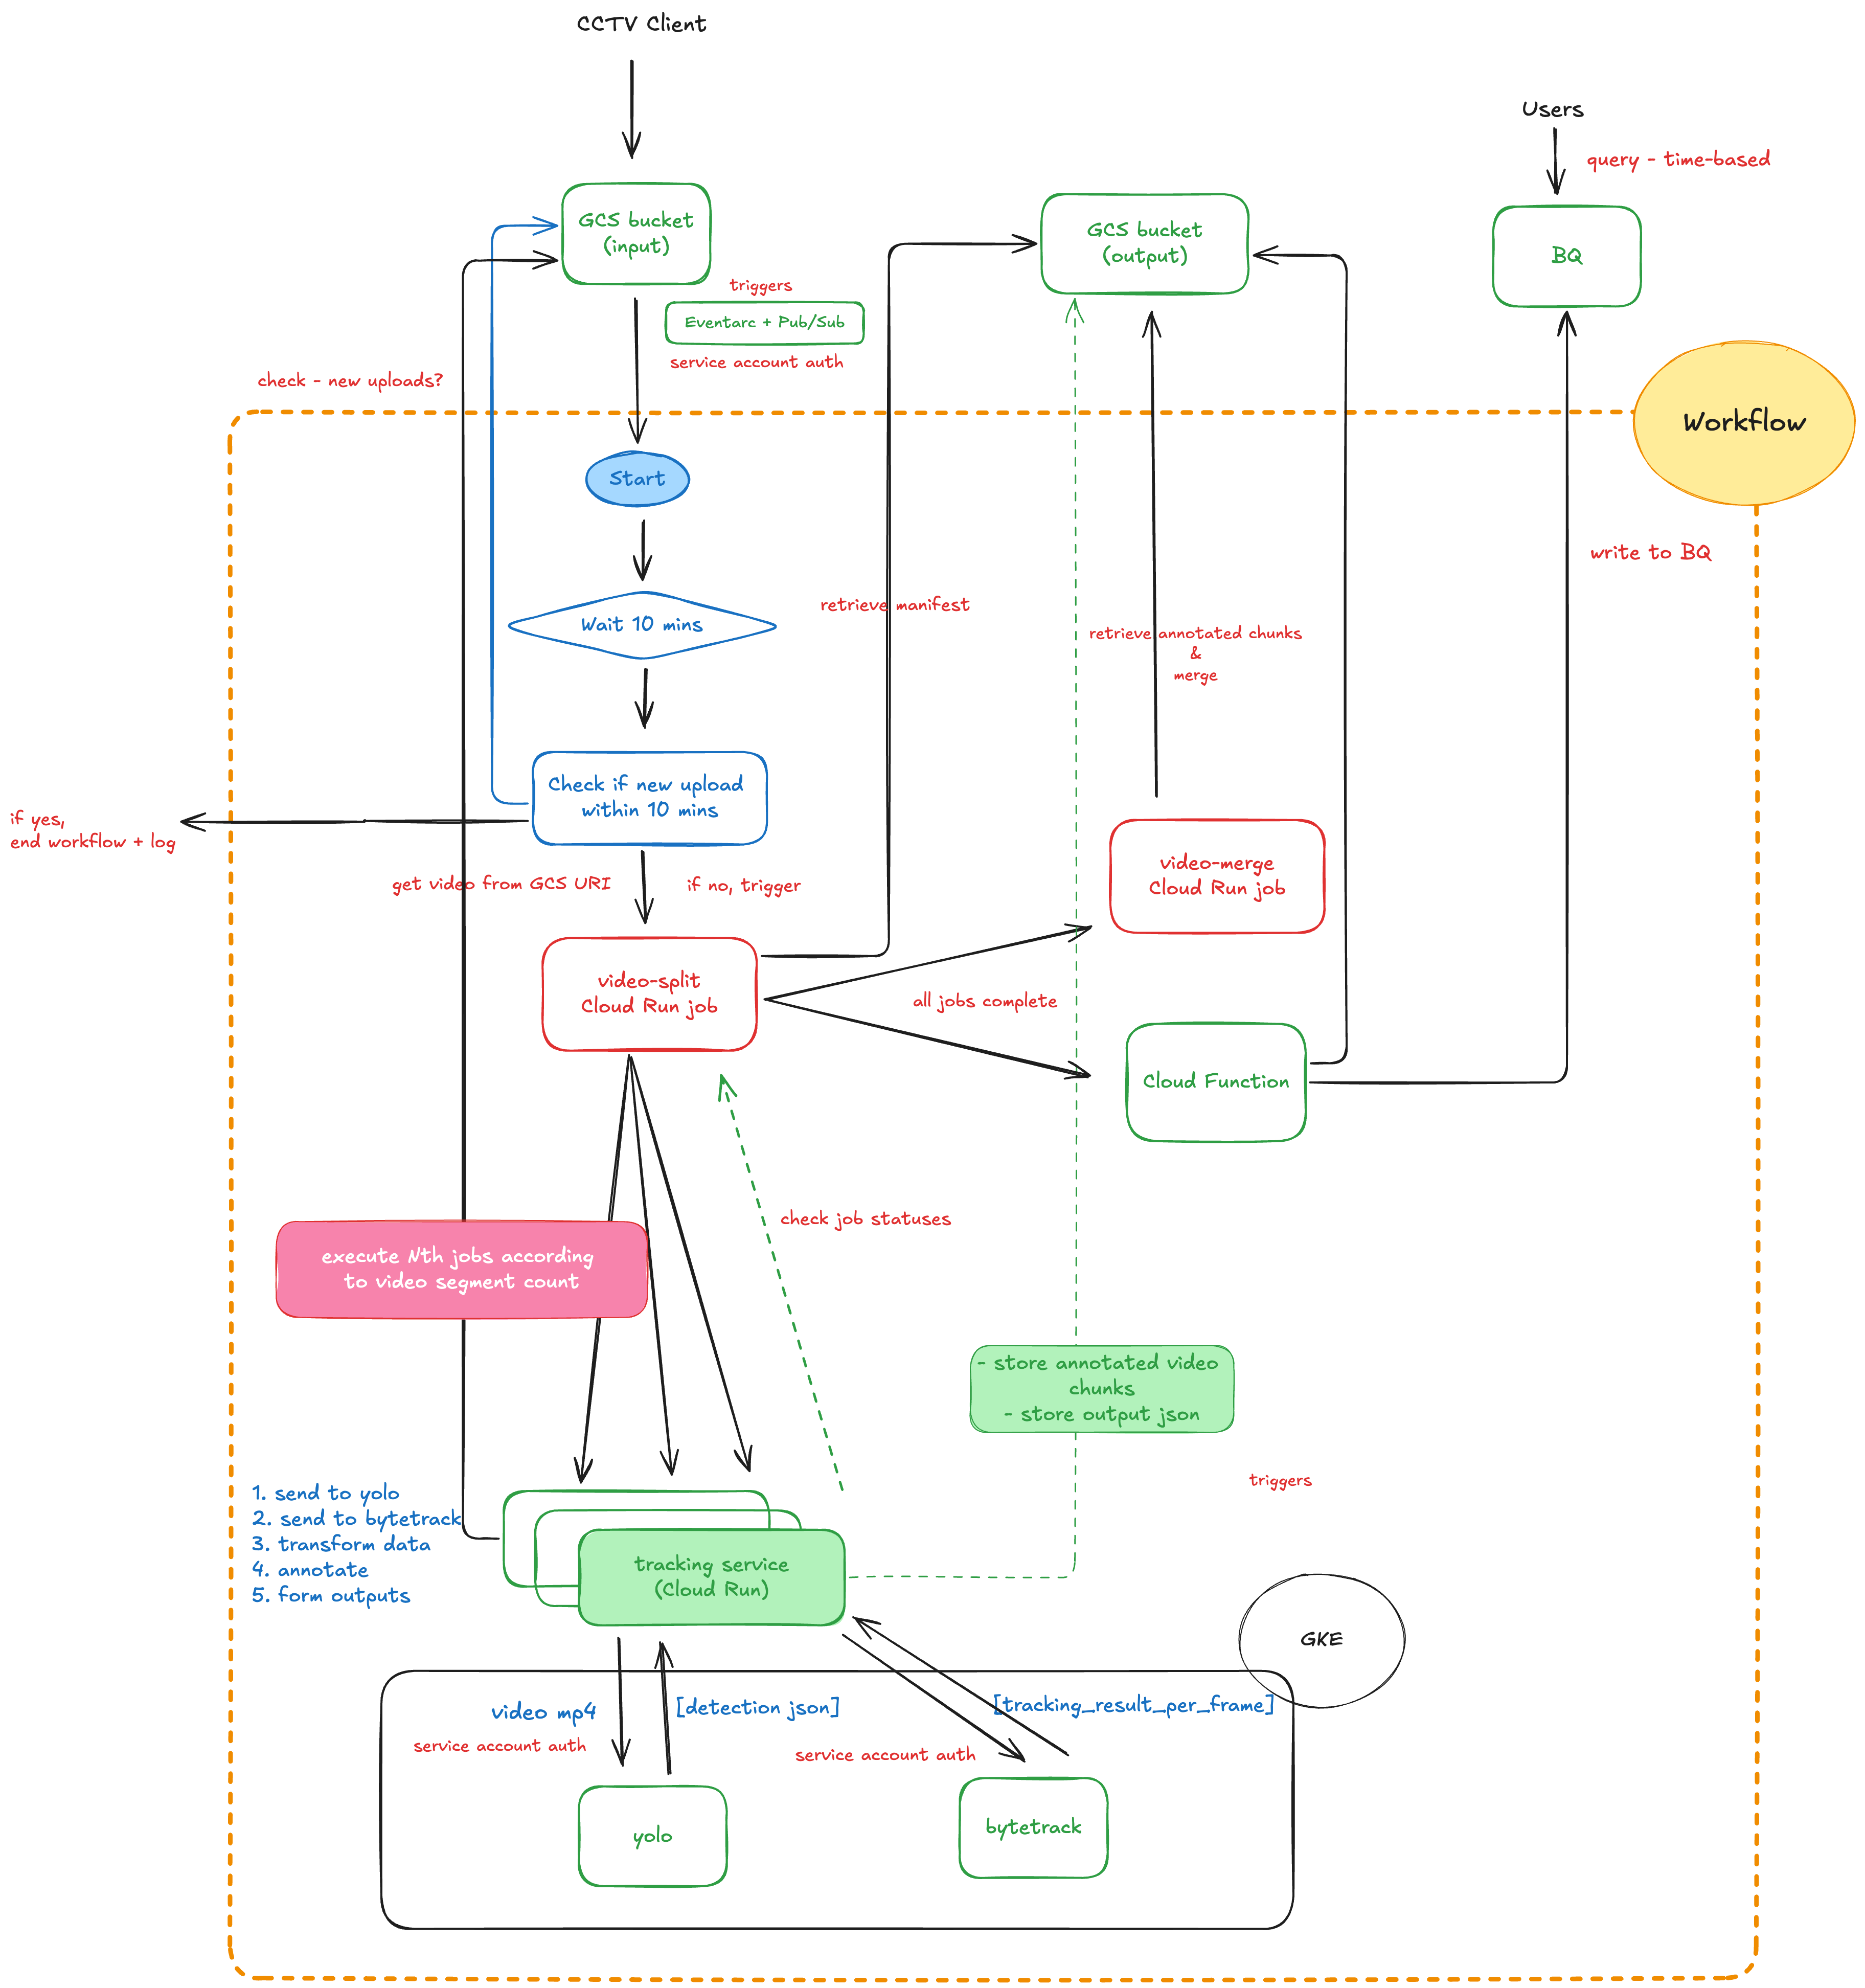 CCTV Client
Users
query - time-based
GCS bucket
(input)
GCS bucket
(output)
BQ
triggers
Eventarc + Pub/Sub
service account auth
check - new uploads?
Workflow
Start
write to BQ
Wait 10 mins
retrieve manifest
retrieve annotated chunks
&
merge
Check if new upload
within 10 mins
if yes,
end workflow + log
get video from GCS URI
if no, trigger
video-merge
Cloud Run job
video-split
Cloud Run job
all jobs complete
Cloud Function
check job statuses
execute Nth jobs according
to video segment count
- store annotated video
chunks
- store output json
triggers
1. send to yolo
2. send to bytetrack
3. transform data
4. annotate
5. form outputs
tracking service
(Cloud Run)
GKE
video mp4
[detection json]
[tracking_result_per_frame]
service account auth
service account auth
yolo
bytetrack